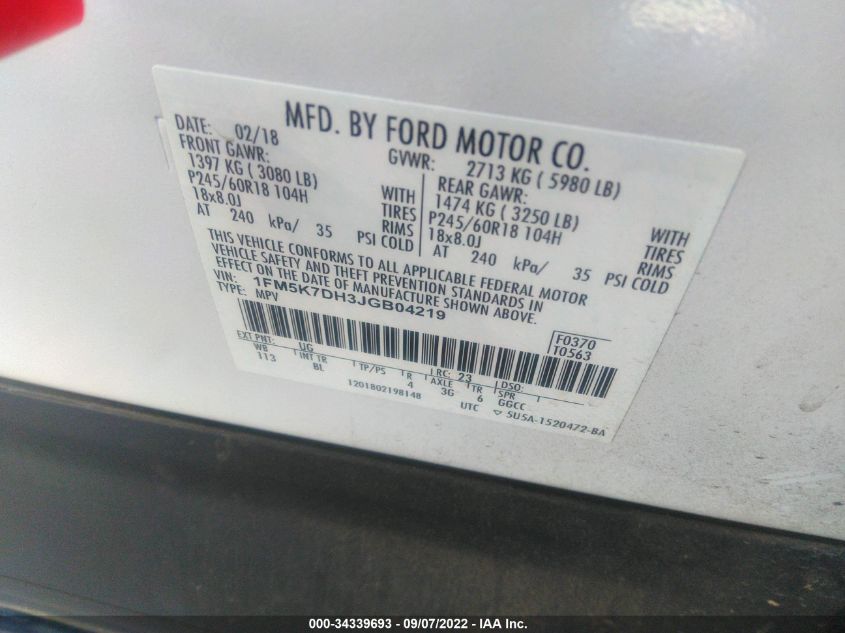 MFD. BY FORD MOTOR CO.
DATE: 02/18 GVWR: 2713 KG ( 5980 LB)
FRONT GAWR: REAR GAWR:
1397 KG ( 3080 LB) WITH 1474 KG ( 3250 LB) WITH
P245/60R18 104H TIRES P245/60R18 104H TIRES
18x8.0J RIMS 18x8.0J RIMS
AT 240 kPa/ 35 PSI COLD AT 240 kPa/ 35 PSI COLD
THIS VEHICLE CONFORMS TO ALL APPLICABLE FEDERAL MOTOR
VEHICLE SAFETY AND THEFT PREVENTION STANDARDS IN
EFFECT ON THE DATE OF MANUFACTURE SHOWN ABOVE.
VIN: 1FM5K7DH3JGB04219
TYPE: MPV
F0370
T0563
EXT PNT: UG RC: 23 DSO:
WB INT TR TP/PS R AXLE TR SPR
113 BL 4 3G 6 GGCC
1201802198148 UTC ▽ 5U5A-1520472-BA
000-34339693 - 09/07/2022 - IAA Inc.